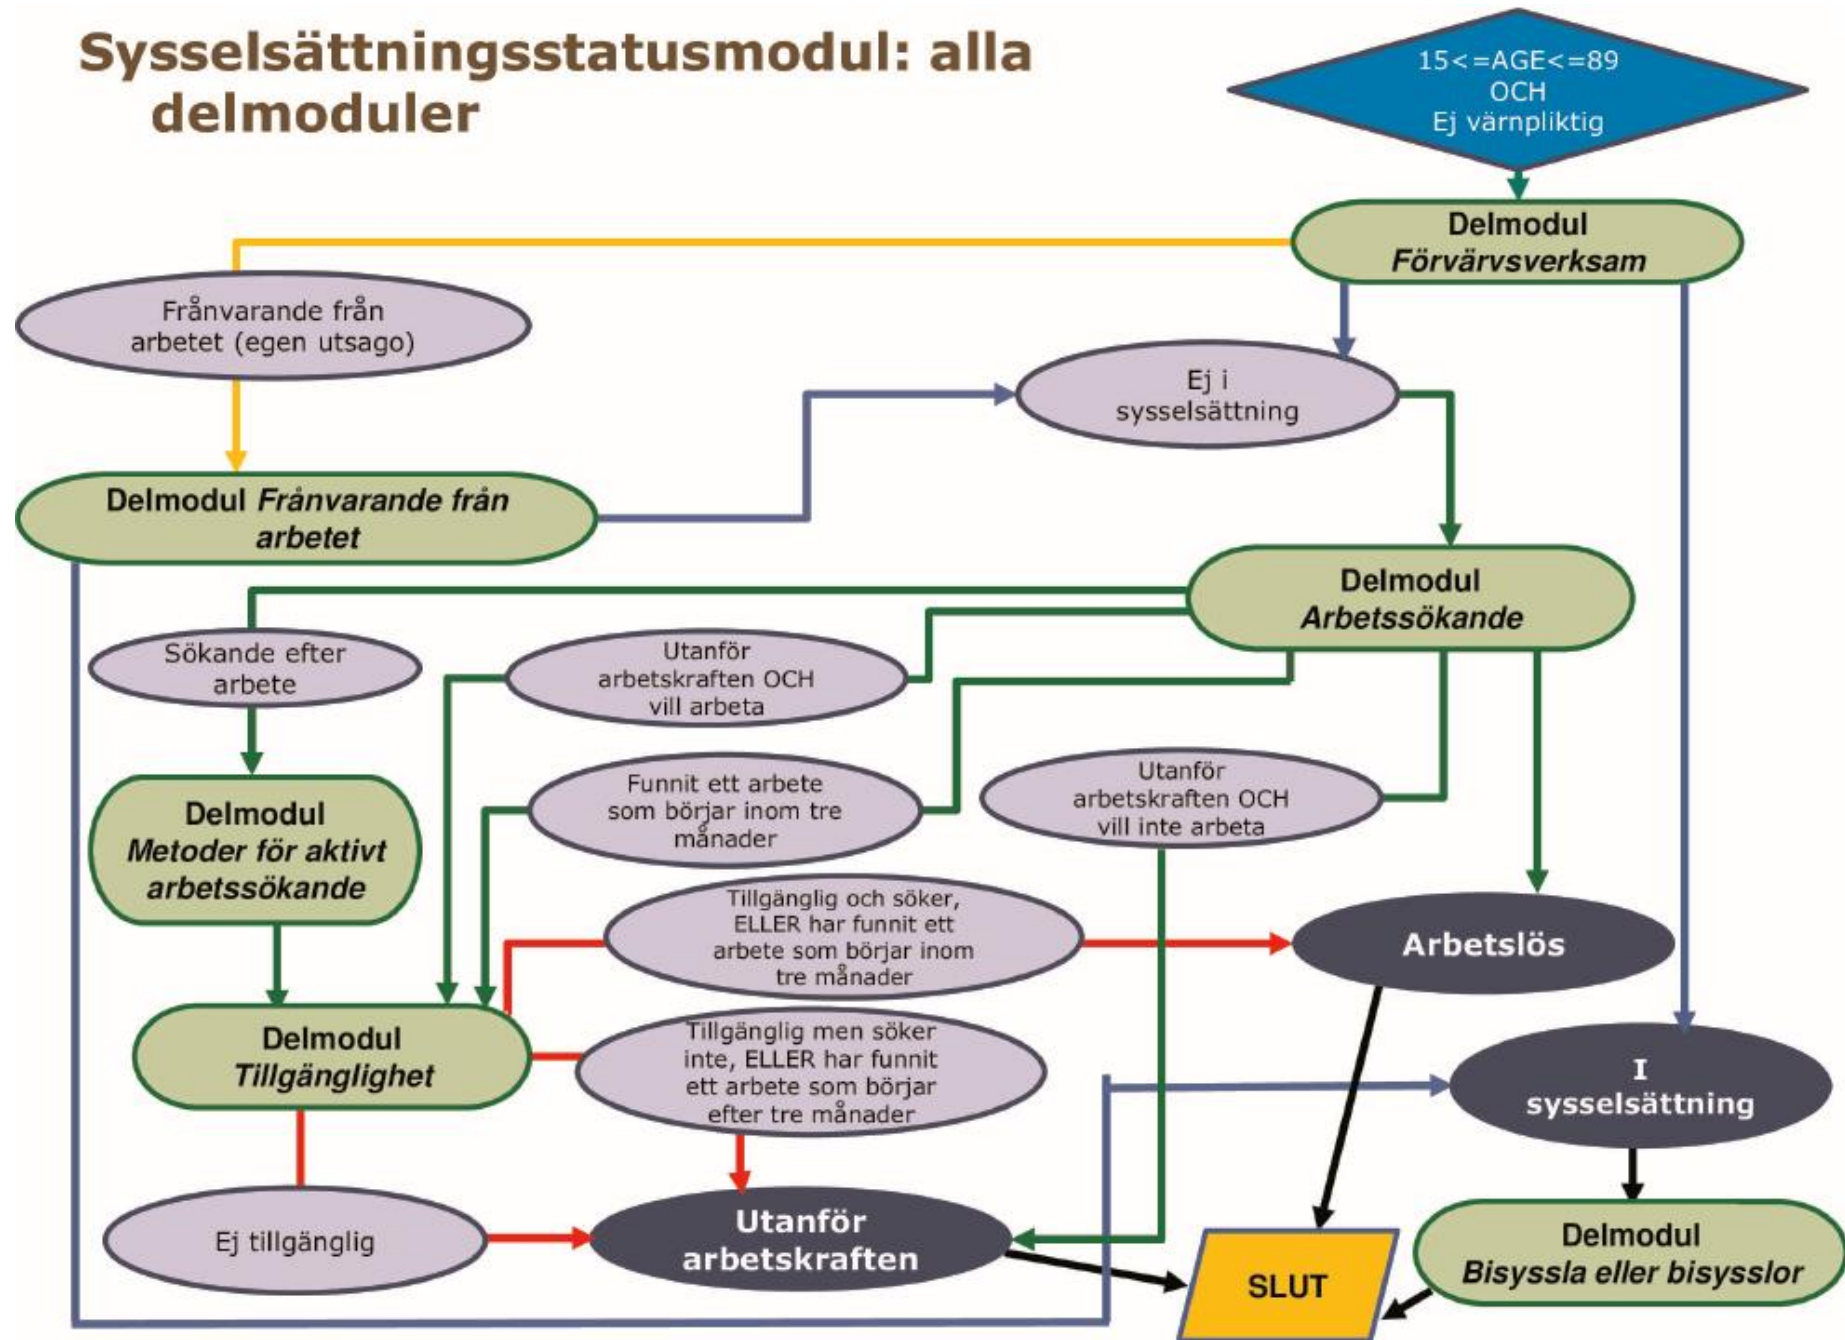 Sysselsättningsstatusmodul: alla
delmoduler
15<=AGE<=89
OCH
Ej värnpliktig
Delmodul
Förvärvsverksam
Frånvarande från
arbetet (egen utsago)
Ej i
sysselsättning
Delmodul Frånvarande från
arbetet
Delmodul
Arbetssökande
Sökande efter
arbete
Utanför
arbetskraften OCH
vill arbeta
Funnit ett arbete
som börjar inom tre
månader
Utanför
arbetskraften OCH
vill inte arbeta
Delmodul
Metoder för aktivt
arbetssökande
Tillgänglig och söker,
ELLER har funnit ett
arbete som börjar inom
tre månader
Arbetslös
Delmodul
Tillgänglighet
Tillgänglig men söker
inte, ELLER har funnit
ett arbete som börjar
efter tre månader
I
sysselsättning
Ej tillgänglig
Utanför
arbetskraften
SLUT
Delmodul
Bisyssla eller bisysslor